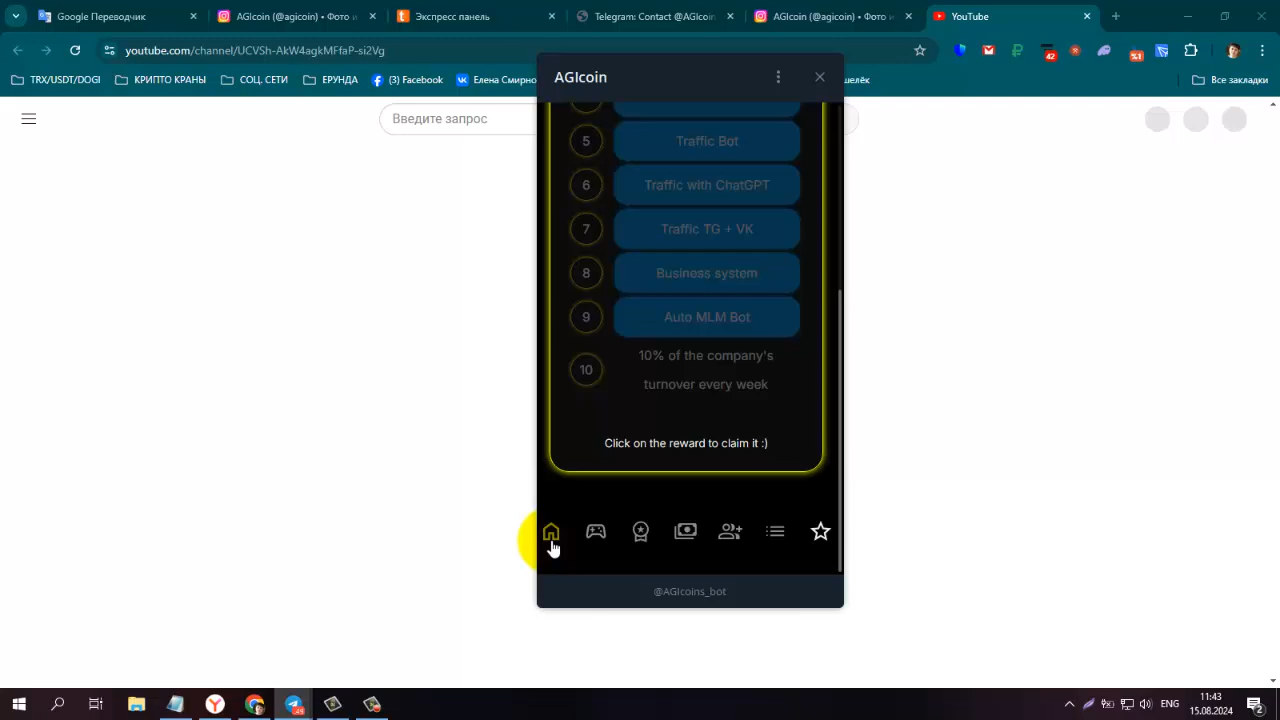 Google Переводчик
AGIcoin (@agicoin) • Фото и
Экспресс панель
Telegram: Contact @AGIcoin
AGIcoin (@agicoin) • Фото и
YouTube
youtube.com/channel/UCVSh-AkW4agkMFfaP-si2Vg
42
%1
TRX/USDT/DOGI
КРИПТО КРАНЫ
СОЦ. СЕТИ
ЕРУНДА
(3) Facebook
Елена Смирно
шелёк
Все закладки
Введите запрос
AGIcoin
5
Traffic Bot
6
Traffic with ChatGPT
7
Traffic TG + VK
8
Business system
9
Auto MLM Bot
10
10% of the company's
turnover every week
Click on the reward to claim it :)
@AGIcoins_bot
ENG
11:43
15.08.2024
2